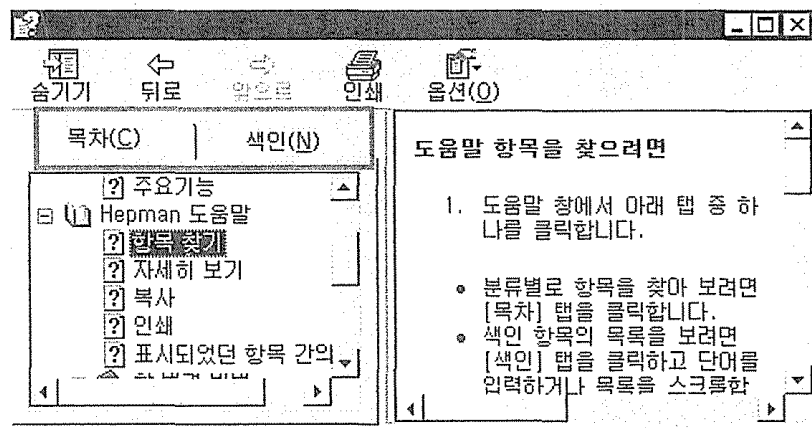 숨기기 뒤로 앞으로 인쇄 옵션(O)
목차(C) 색인(N)
주요기능
Hepman 도움말
항목 찾기
자세히 보기
복사
인쇄
표시되었던 항목 간의
도움말 항목을 찾으려면
1. 도움말 창에서 아래 탭 중 하
나를 클릭합니다.
• 분류별로 항목을 찾아 보려면
[목차] 탭을 클릭합니다.
• 색인 항목의 목록을 보려면
[색인] 탭을 클릭하고 단어를
입력하거나 목록을 스크롤합